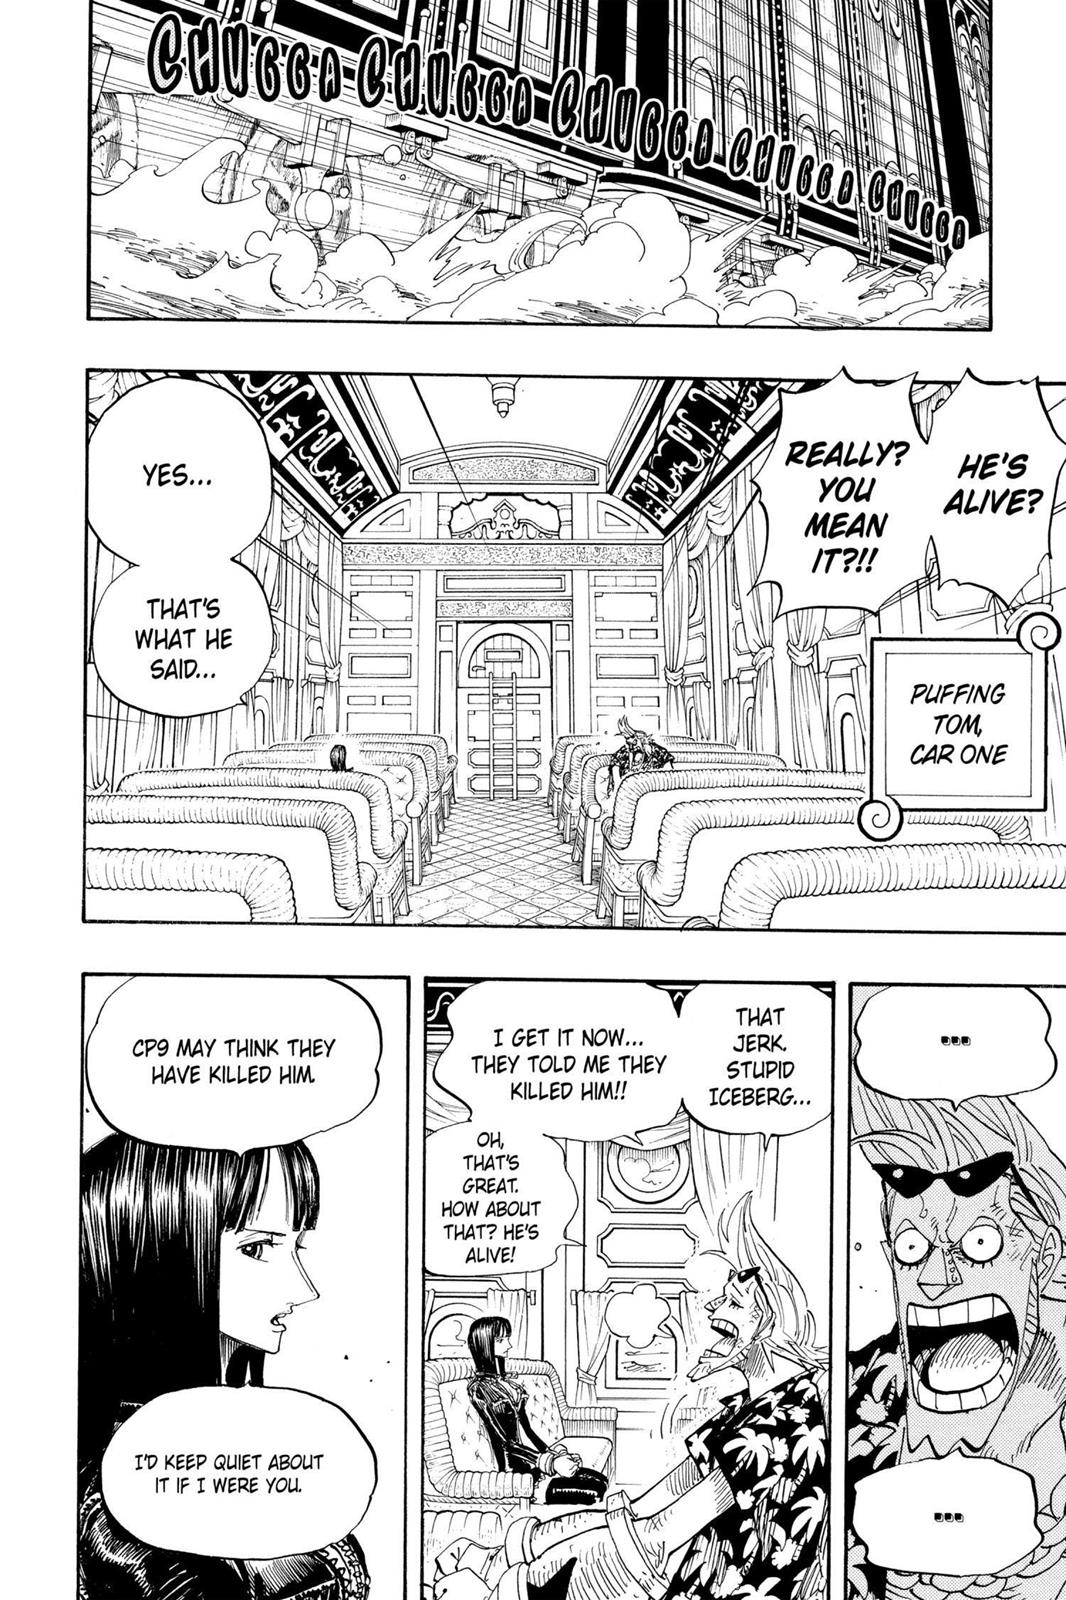 CHUGGA CHUGGA CHUGGA CHUGGA CHUGGA
HE'S
ALIVE?
REALLY?
YOU
MEAN
IT?!!
PUFFING
TOM,
CAR ONE
YES...
THAT'S
WHAT HE
SAID...
...
...
THAT
JERK.
STUPID
ICEBERG...
I GET IT NOW...
THEY TOLD ME THEY
KILLED HIM!!
OH,
THAT'S
GREAT.
HOW ABOUT
THAT? HE'S
ALIVE!
CP9 MAY THINK THEY
HAVE KILLED HIM.
I'D KEEP QUIET ABOUT
IT IF I WERE YOU.